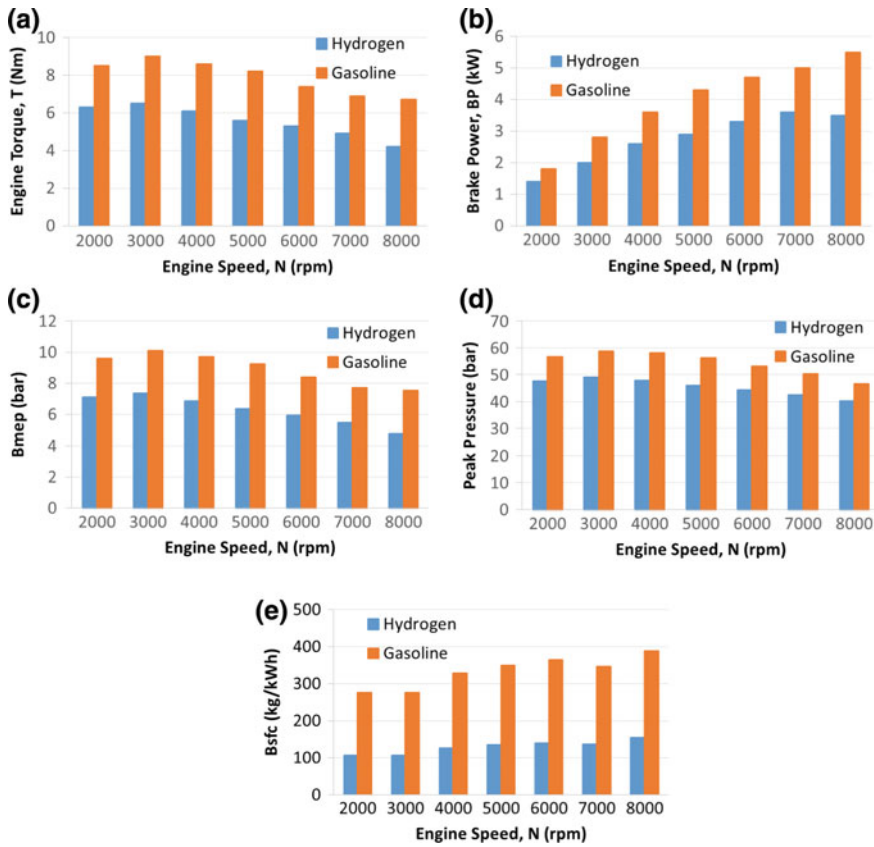 (a)
Engine Torque, T (Nm)
10
8
6
4
2
0
Hydrogen
Gasoline
2000 3000 4000 5000 6000 7000 8000
Engine Speed, N (rpm)
(b)
Brake Power, BP (kW)
6
5
4
3
2
1
0
Hydrogen
Gasoline
2000 3000 4000 5000 6000 7000 8000
Engine Speed, N (rpm)
(c)
Bmep (bar)
12
10
8
6
4
2
0
Hydrogen
Gasoline
2000 3000 4000 5000 6000 7000 8000
Engine Speed, N (rpm)
(d)
Peak Pressure (bar)
70
60
50
40
30
20
10
0
Hydrogen
Gasoline
2000 3000 4000 5000 6000 7000 8000
Engine Speed, N (rpm)
(e)
Bsfc (kg/kWh)
500
400
300
200
100
0
Hydrogen
Gasoline
2000 3000 4000 5000 6000 7000 8000
Engine Speed, N (rpm)